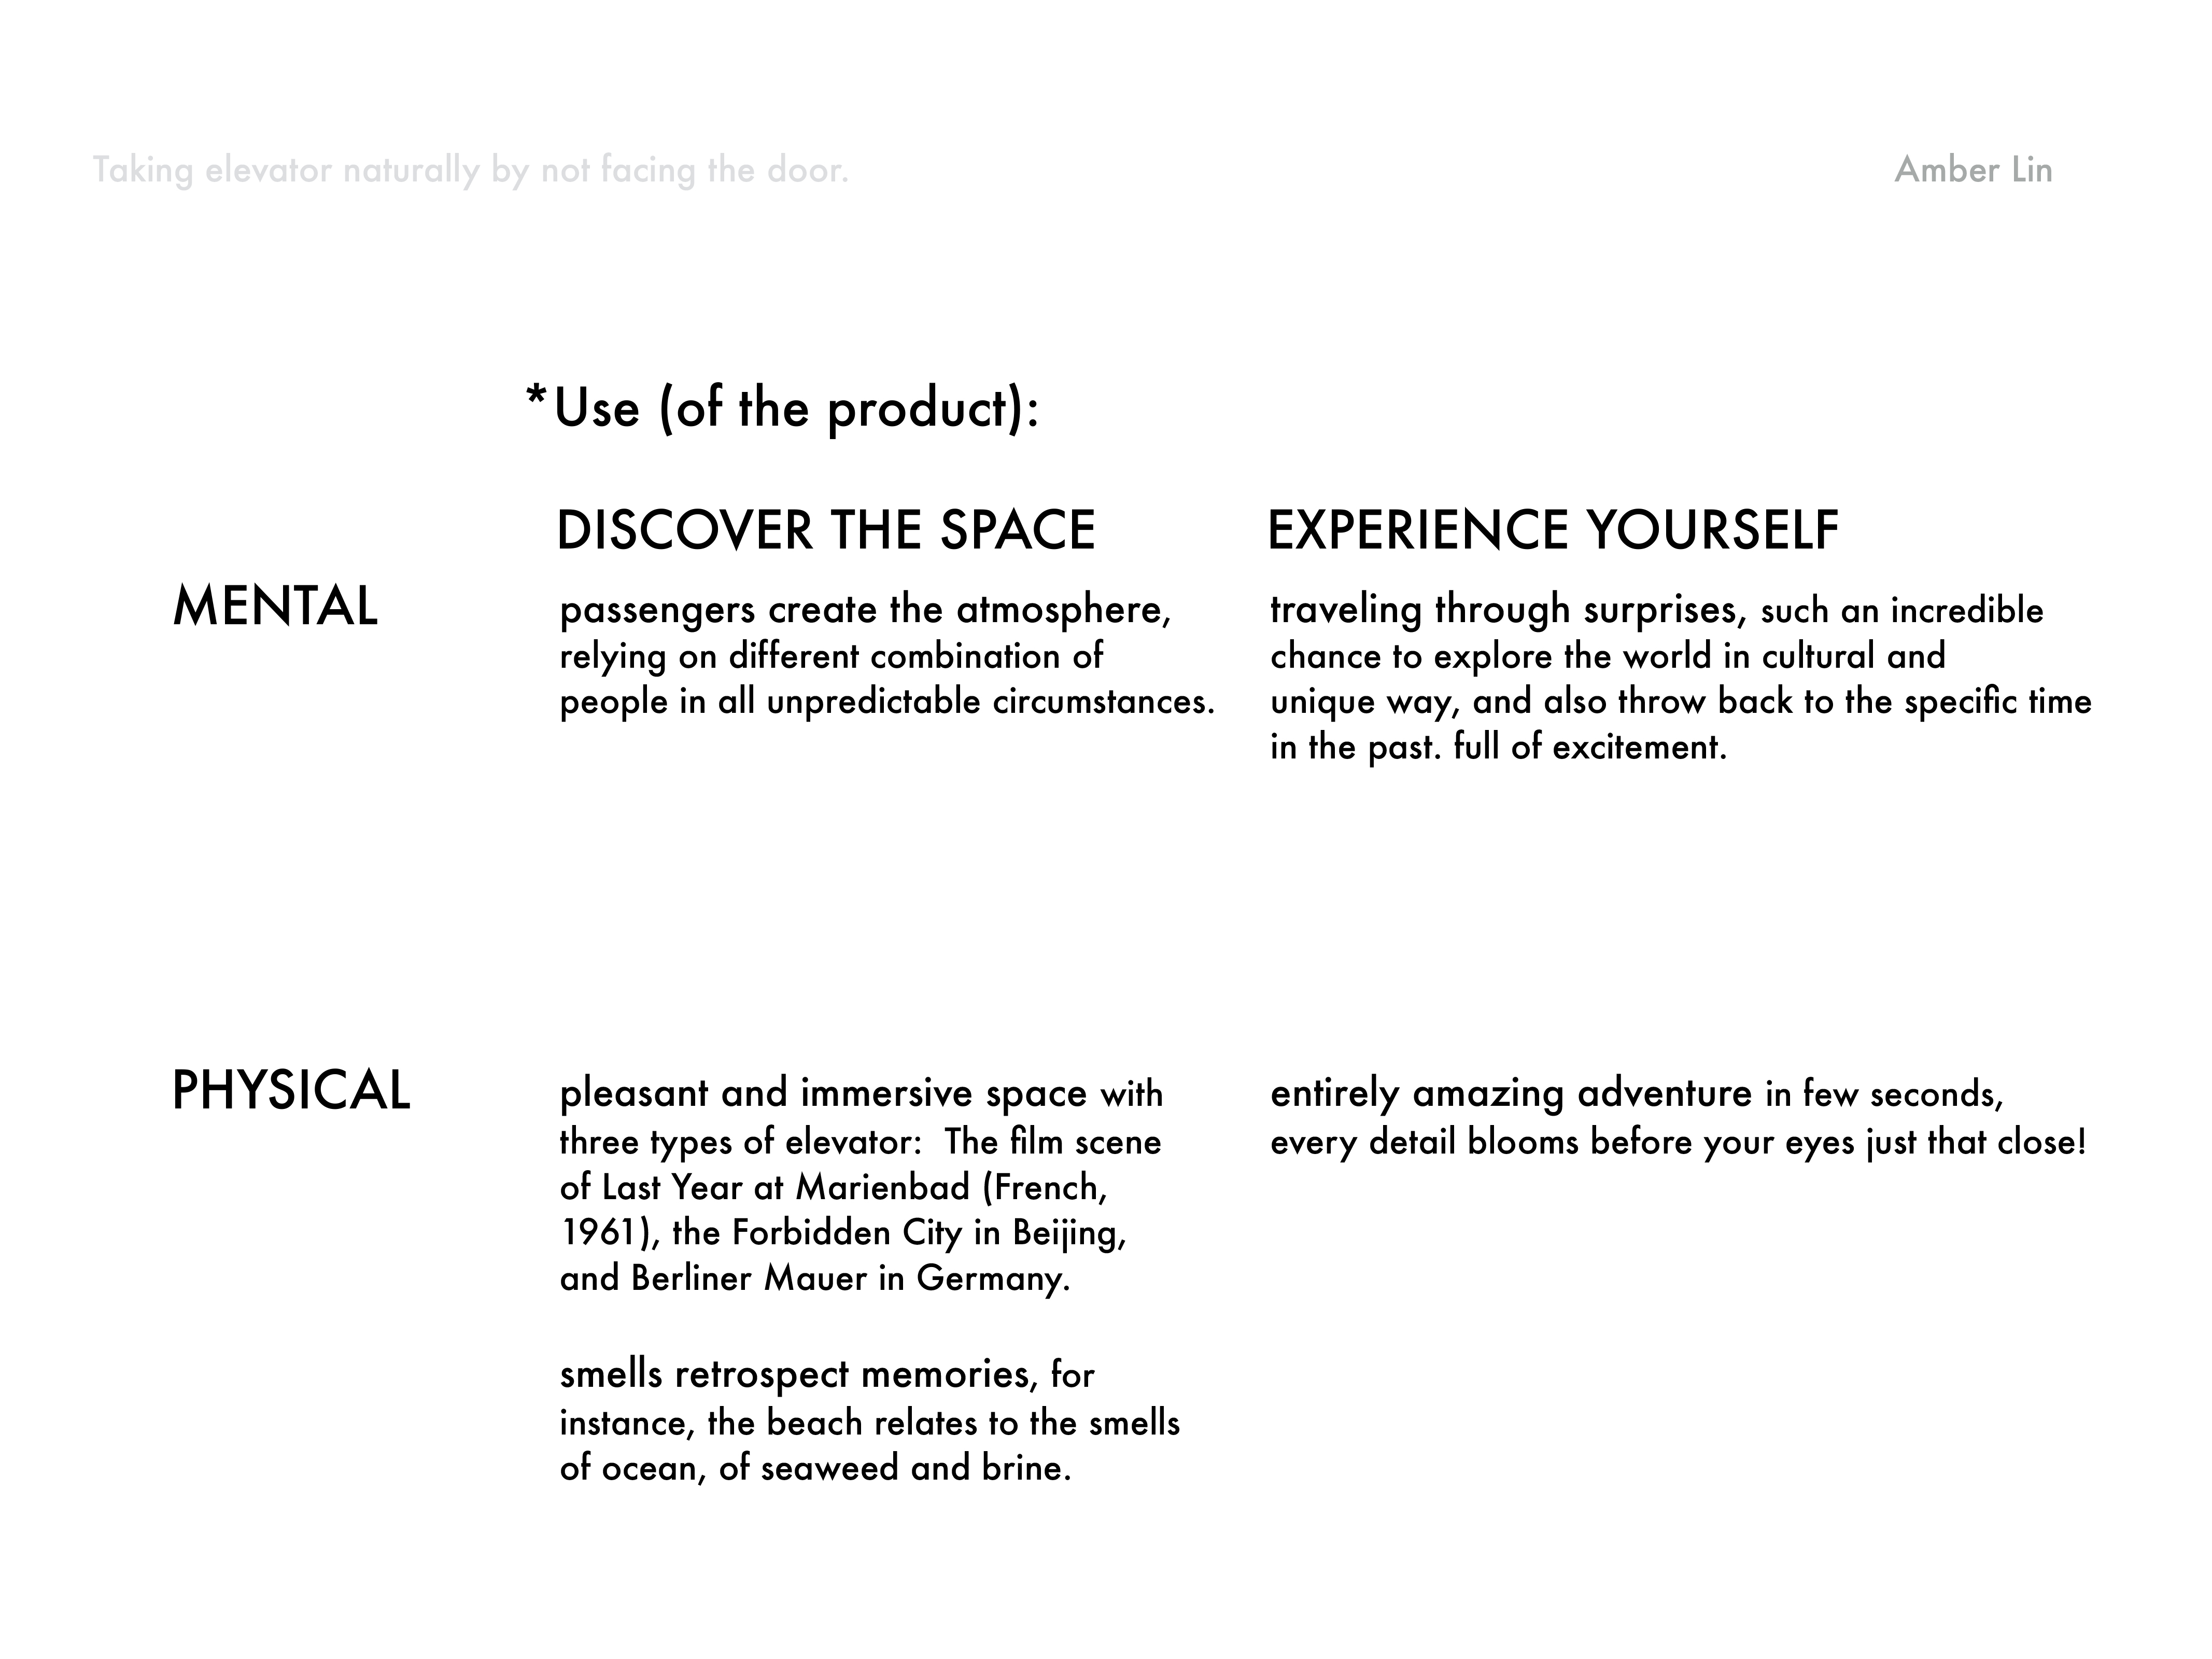 Taking elevator naturally by not facing the door.
Amber Lin
*Use (of the product):
DISCOVER THE SPACE
EXPERIENCE YOURSELF
MENTAL
passengers create the atmosphere,
relying on different combination of
people in all unpredictable circumstances.
traveling through surprises, such an incredible
chance to explore the world in cultural and
unique way, and also throw back to the specific time
in the past. full of excitement.
PHYSICAL
pleasant and immersive space with
three types of elevator:  The film scene
of Last Year at Marienbad (French,
1961), the Forbidden City in Beijing,
and Berliner Mauer in Germany.
smells retrospect memories, for
instance, the beach relates to the smells
of ocean, of seaweed and brine.
entirely amazing adventure in few seconds,
every detail blooms before your eyes just that close!